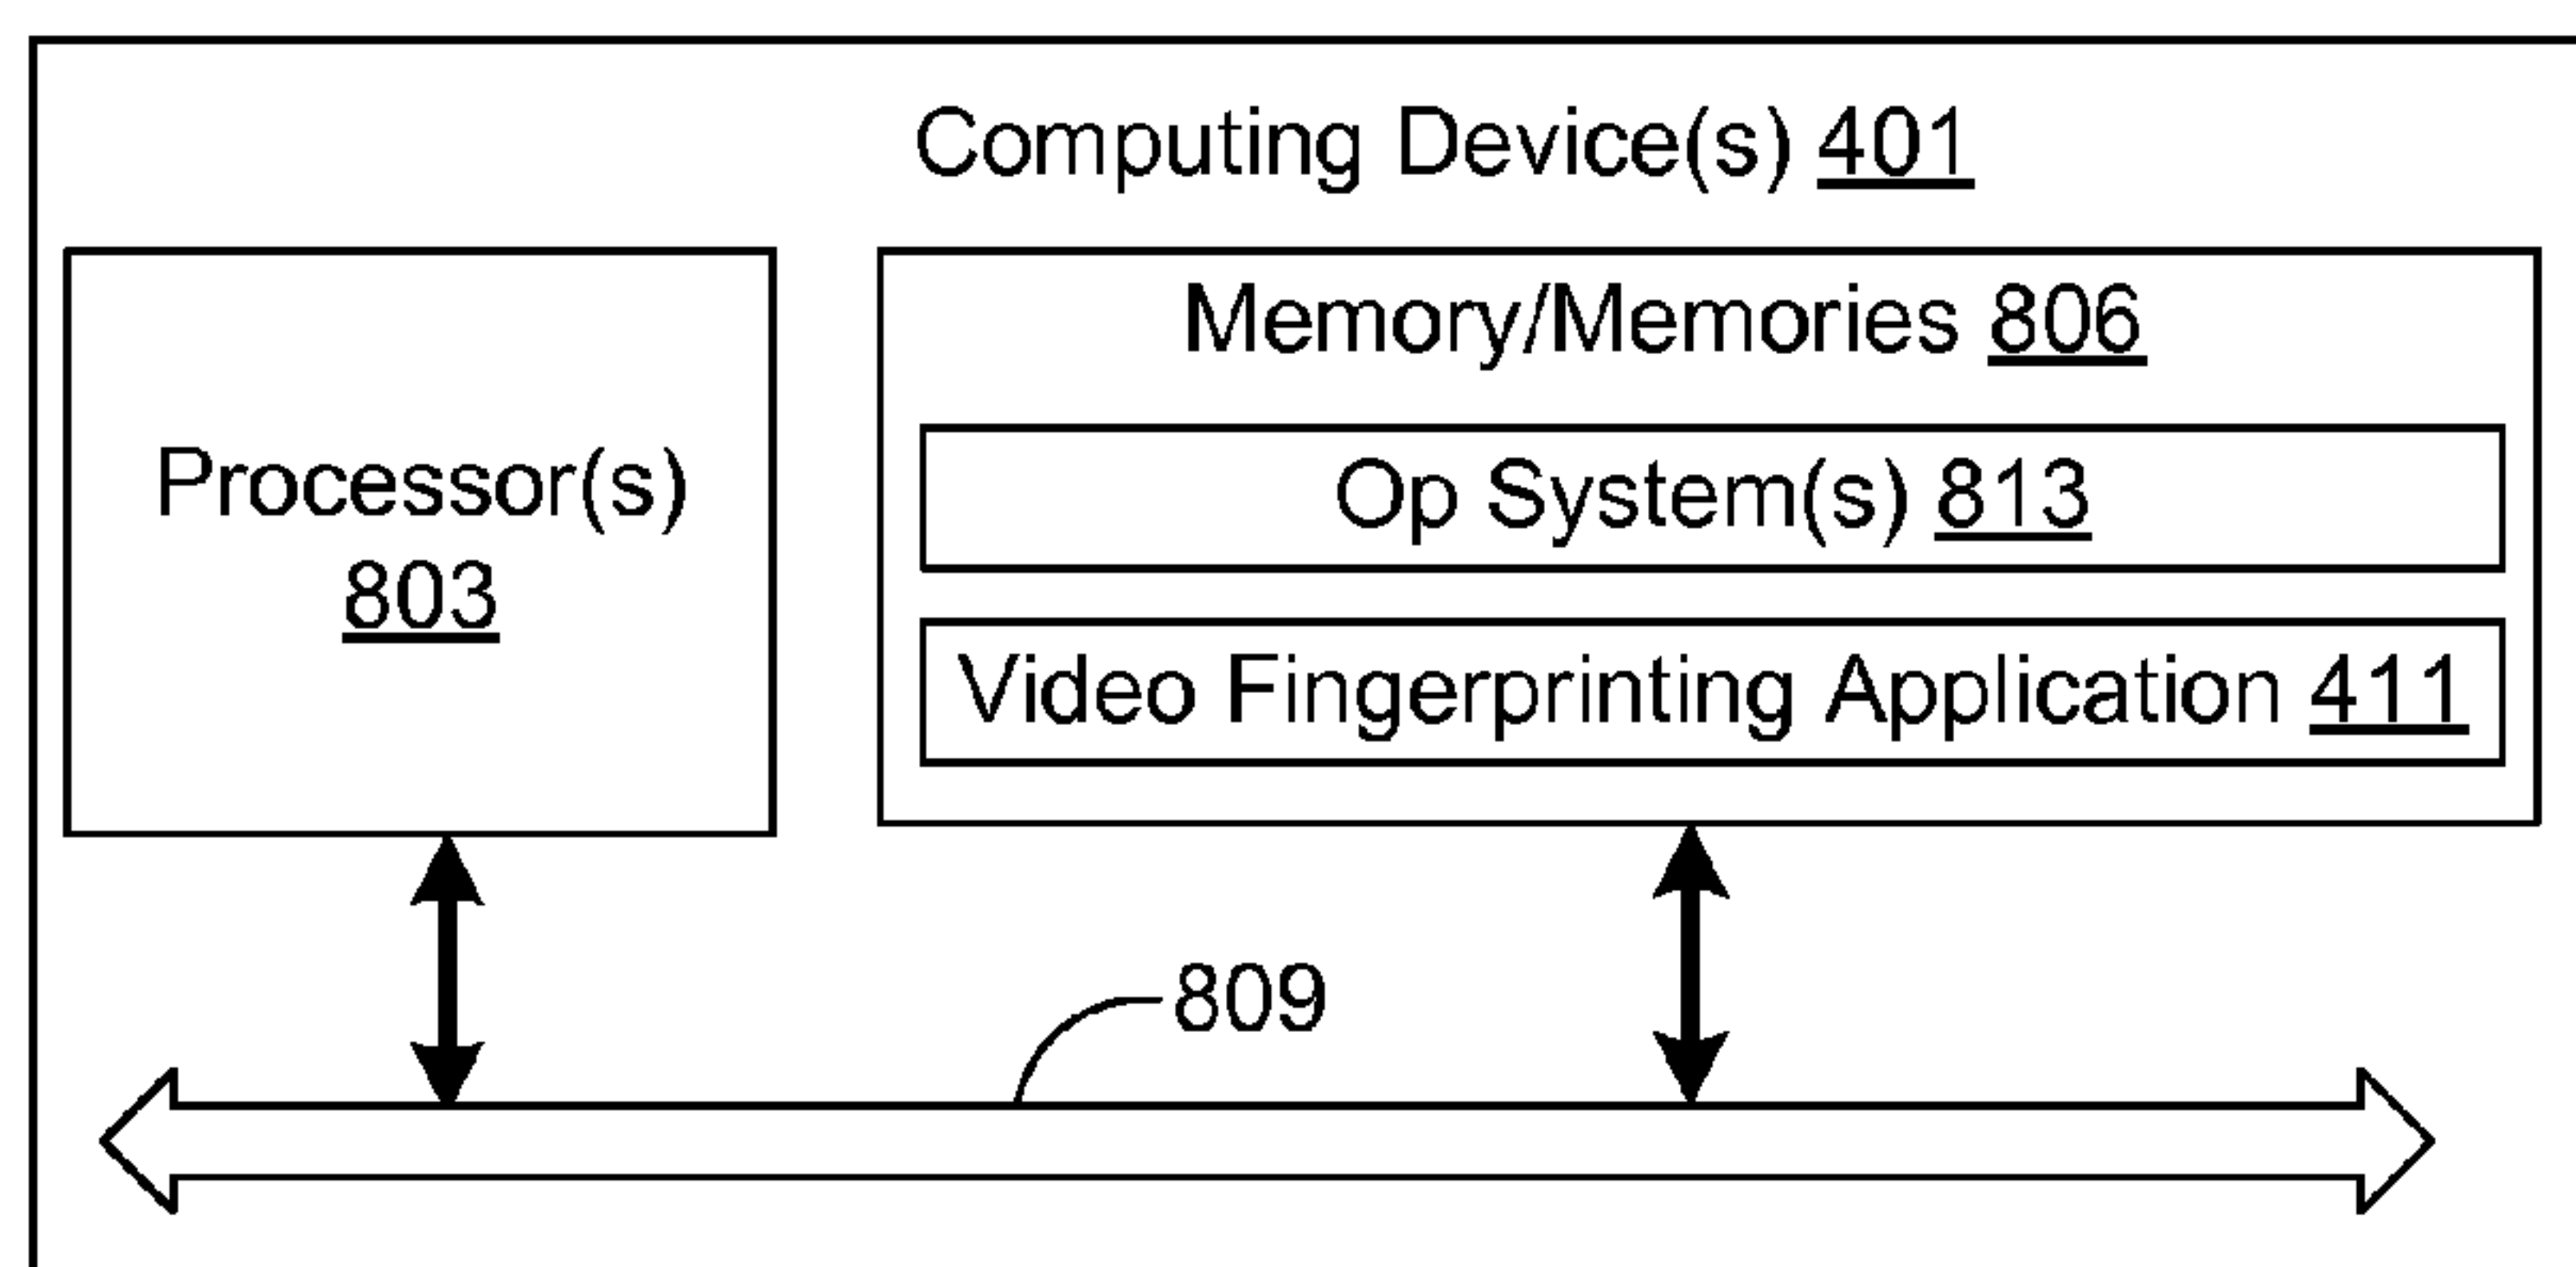 Computing Device(s) 401
Processor(s)
803
Memory/Memories 806
Op System(s) 813
Video Fingerprinting Application 411
809